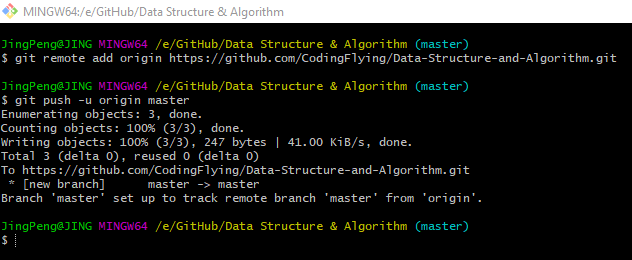 MINGW64:/e/GitHub/Data Structure & Algorithm
JingPeng@JING MINGW64 /e/GitHub/Data Structure & Algorithm (master)
$ git remote add origin https://github.com/CodingFlying/Data-Structure-and-Algorithm.git
JingPeng@JING MINGW64 /e/GitHub/Data Structure & Algorithm (master)
$ git push -u origin master
Enumerating objects: 3, done.
Counting objects: 100% (3/3), done.
Writing objects: 100% (3/3), 247 bytes | 41.00 KiB/s, done.
Total 3 (delta 0), reused 0 (delta 0)
To https://github.com/CodingFlying/Data-Structure-and-Algorithm.git
 * [new branch]      master -> master
Branch 'master' set up to track remote branch 'master' from 'origin'.
JingPeng@JING MINGW64 /e/GitHub/Data Structure & Algorithm (master)
$